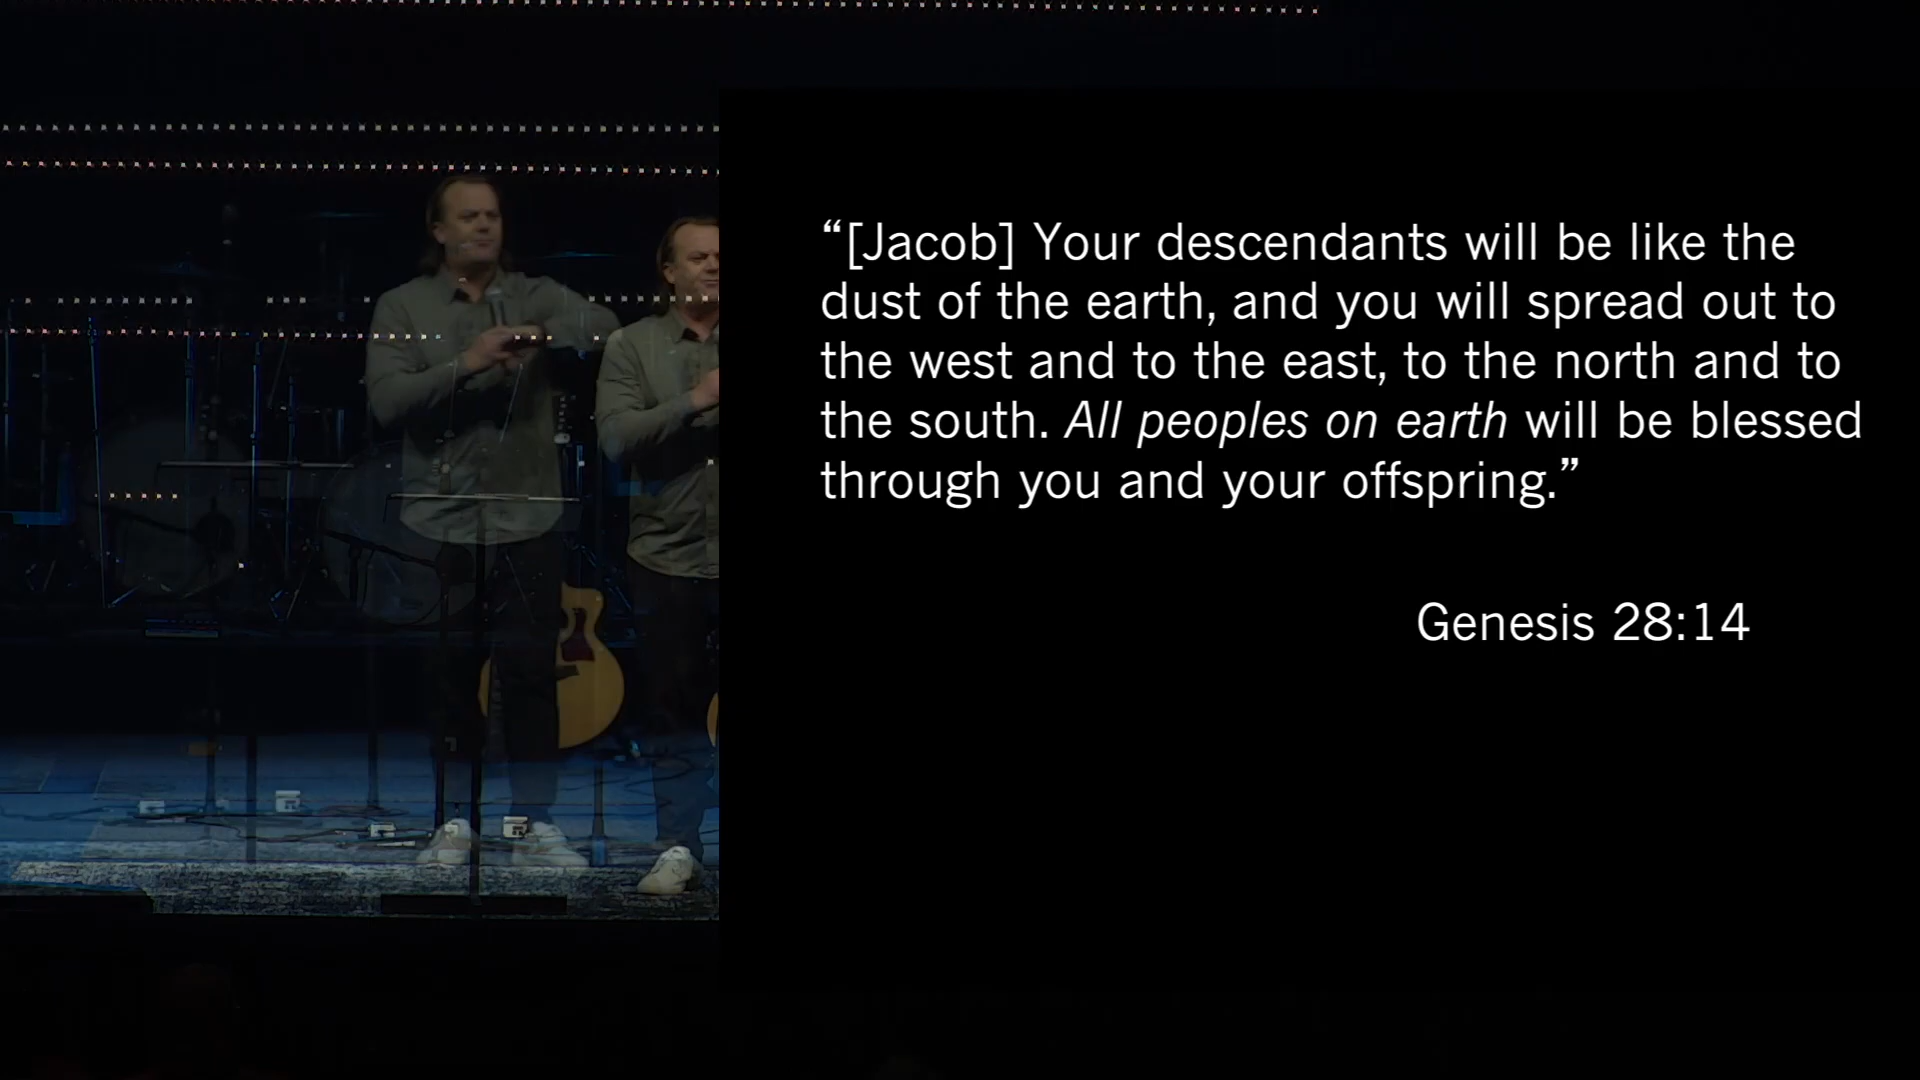 “[Jacob] Your descendants will be like the
dust of the earth, and you will spread out to
the west and to the east, to the north and to
the south. All peoples on earth will be blessed
through you and your offspring.”
Genesis 28:14